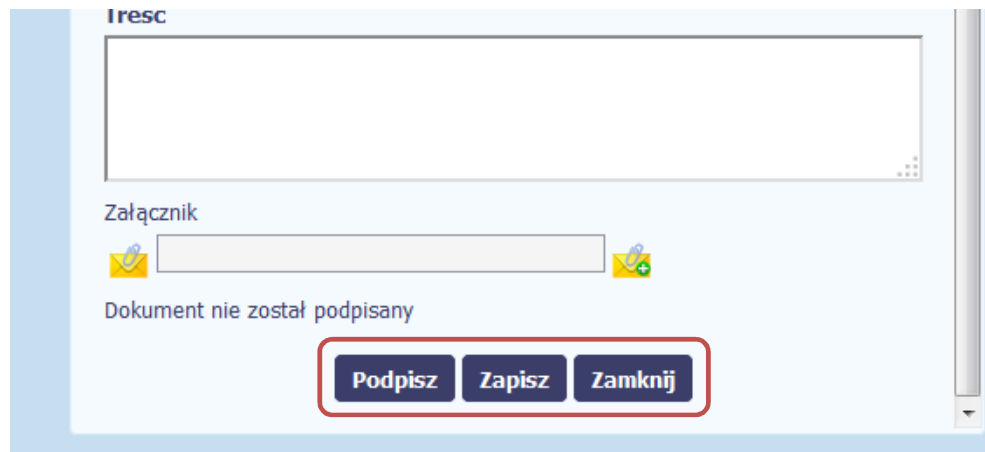 Treść
Załącznik
Dokument nie został podpisany
Podpisz Zapisz Zamknij